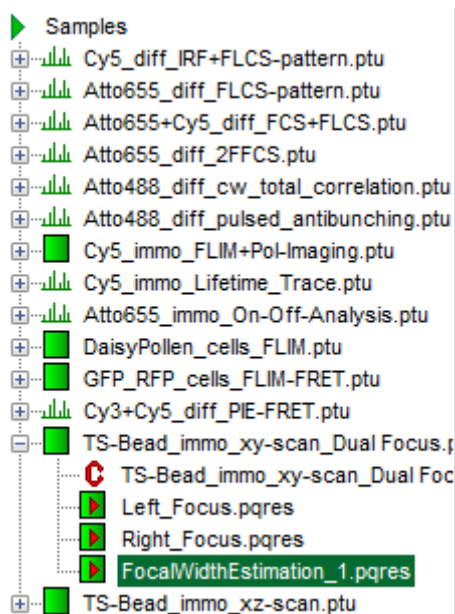 Samples
Cy5_diff_IRF+FLCS-pattern.ptu
Atto655_diff_FLCS-pattern.ptu
Atto655+Cy5_diff_FCS+FLCS.ptu
Atto655_diff_2FFCS.ptu
Atto488_diff_cw_total_correlation.ptu
Atto488_diff_pulsed_antibunching.ptu
Cy5_immo_FLIM+Pol-Imaging.ptu
Cy5_immo_Lifetime_Trace.ptu
Atto655_immo_On-Off-Analysis.ptu
DaisyPollen_cells_FLIM.ptu
GFP_RFP_cells_FLIM-FRET.ptu
Cy3+Cy5_diff_PIE-FRET.ptu
TS-Bead_immo_xy-scan_Dual Focus.p
C TS-Bead_immo_xy-scan_Dual Foc
Left_Focus.pqres
Right_Focus.pqres
FocalWidthEstimation_1.pqres
TS-Bead_immo_xz-scan.ptu